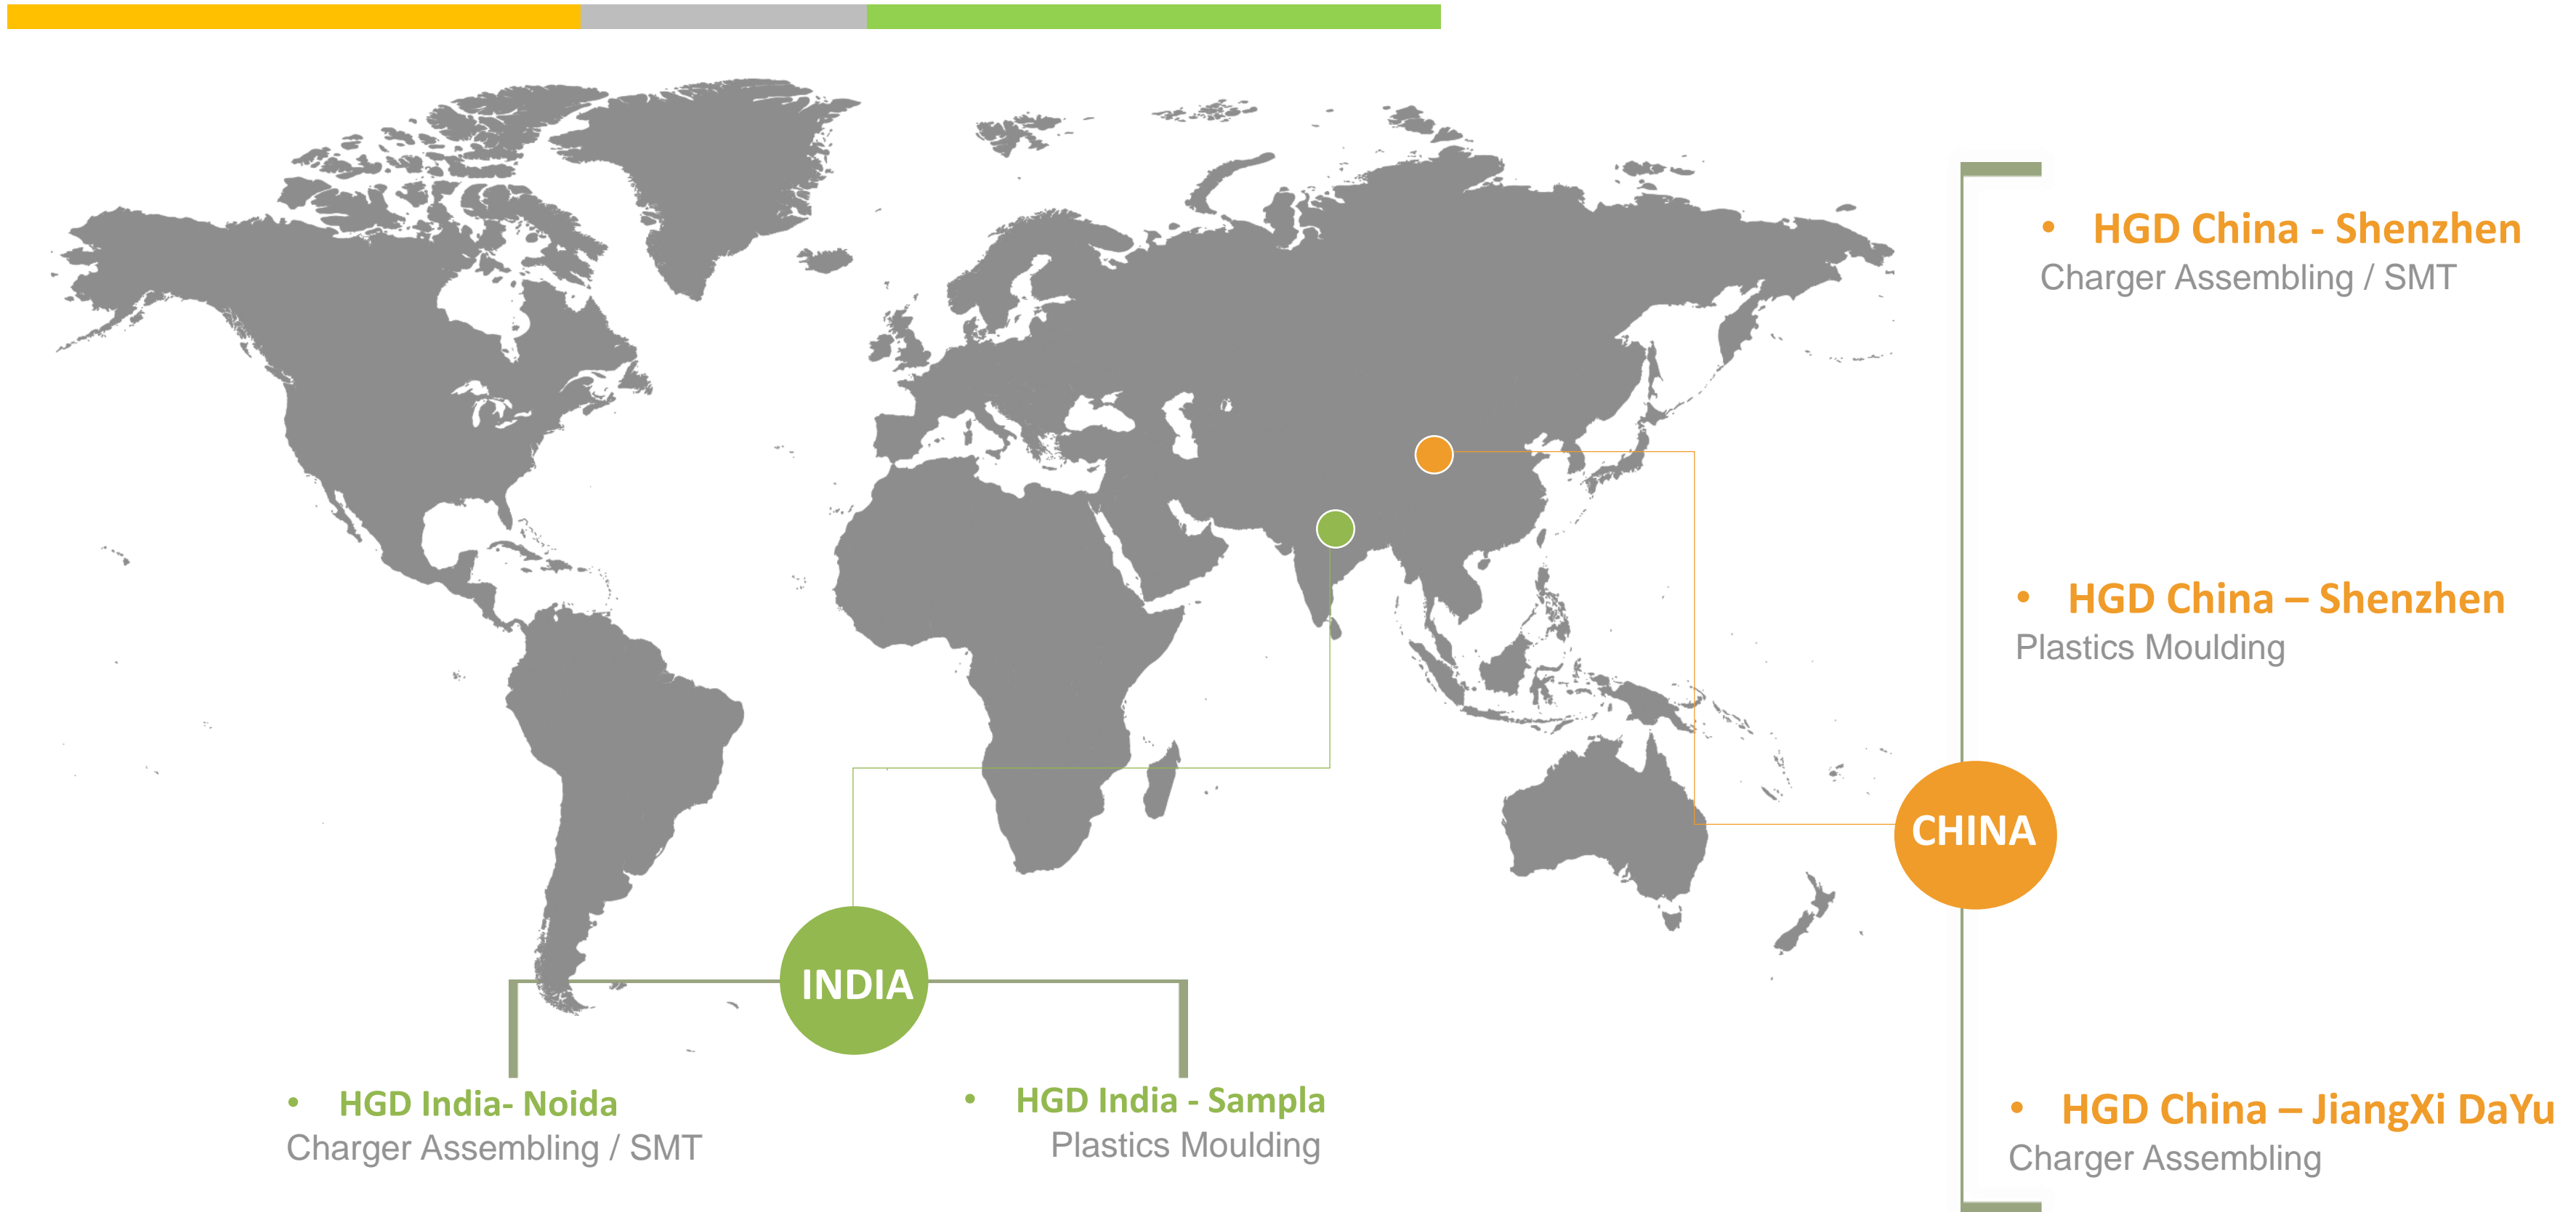 • HGD China - Shenzhen
Charger Assembling / SMT
• HGD China – Shenzhen
Plastics Moulding
CHINA
• HGD China – JiangXi DaYu
Charger Assembling
INDIA
• HGD India- Noida
Charger Assembling / SMT
• HGD India - Sampla
Plastics Moulding